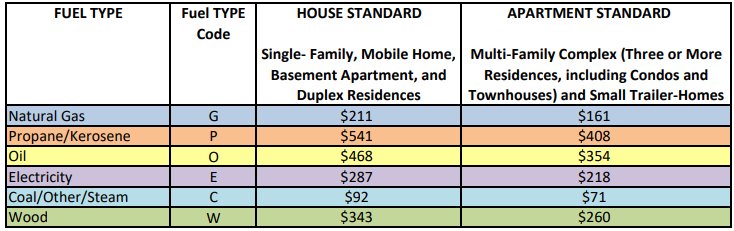 FUEL TYPE Fuel TYPE HOUSE STANDARD APARTMENT STANDARD
Code
Single- Family, Mobile Home, Multi-Family Complex (Three or More
Basement Apartment, and Residences, including Condos and
Duplex Residences Townhouses) and Small Trailer-Homes
Natural Gas G $211 $161
Propane/Kerosene P $541 $408
Oil O $468 $354
Electricity E $287 $218
Coal/Other/Steam C $92 $71
Wood W $343 $260